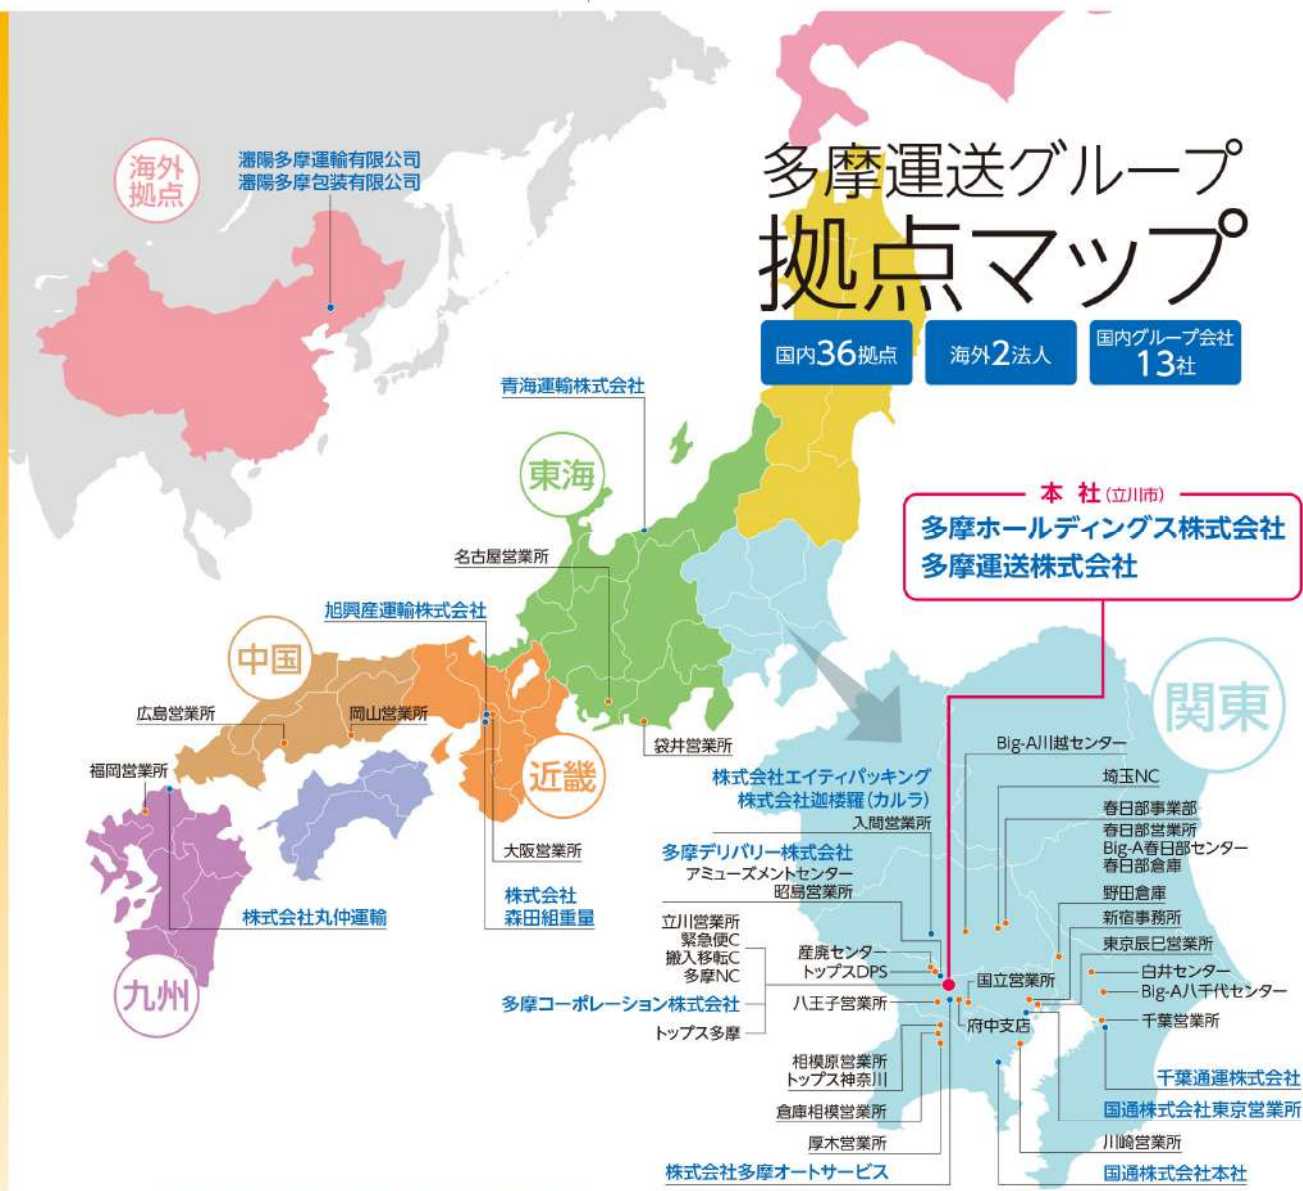 多摩運送グループ
拠点マップ
国内36拠点
海外2法人
国内グループ会社
13社
海外
拠点
瀋陽多摩運輸有限公司
瀋陽多摩包装有限公司
青海運輸株式会社
東海
名古屋営業所
旭興産運輸株式会社
中国
広島営業所
岡山営業所
福岡営業所
近畿
袋井営業所
大阪営業所
株式会社
森田組重量
株式会社丸仲運輸
九州
本 社(立川市)
多摩ホールディングス株式会社
多摩運送株式会社
関東
株式会社エイティパッキング
株式会社迦楼羅(カルラ)
入間営業所
多摩デリバリー株式会社
アミューズメントセンター
昭島営業所
立川営業所
緊急便C
搬入移転C
多摩NC
多摩コーポレーション株式会社
トップス多摩
産廃センター
トップスDPS
八王子営業所
国立営業所
府中支店
相模原営業所
トップス神奈川
倉庫相模営業所
厚木営業所
株式会社多摩オートサービス
Big-A川越センター
埼玉NC
春日部事業部
春日部営業所
Big-A春日部センター
春日部倉庫
野田倉庫
新宿事務所
東京辰巳営業所
白井センター
Big-A八千代センター
千葉営業所
千葉通運株式会社
国通株式会社東京営業所
川崎営業所
国通株式会社本社